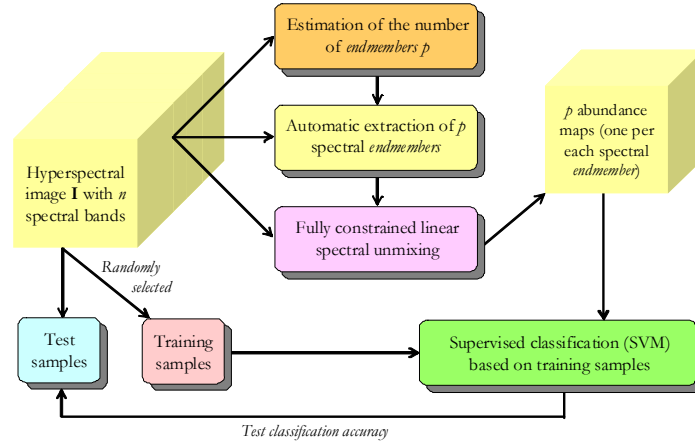 Estimation of the number
of endmembers p
Automatic extraction of p
spectral endmembers
Fully constrained linear
spectral unmixing
Hyperspectral
image I with n
spectral bands
p abundance
maps (one per
each spectral
endmember)
Randomly
selected
Test
samples
Training
samples
Supervised classification (SVM)
based on training samples
Test classification accuracy